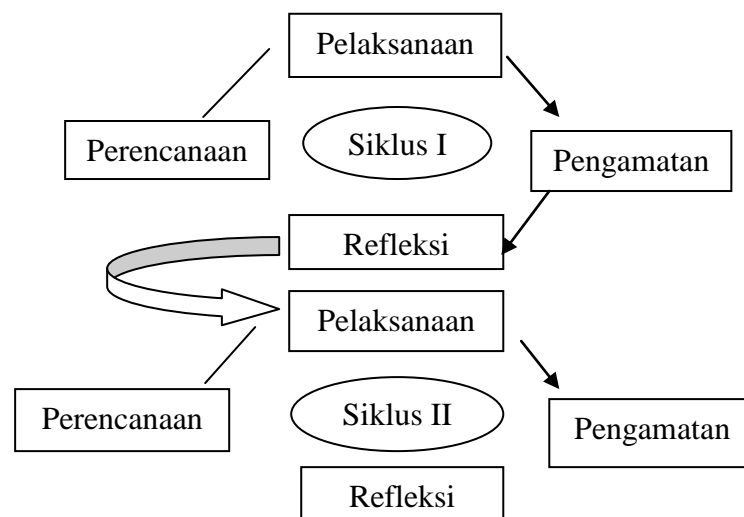 Pelaksanaan
Perencanaan
Siklus I
Pengamatan
Refleksi
Pelaksanaan
Perencanaan
Siklus II
Pengamatan
Refleksi